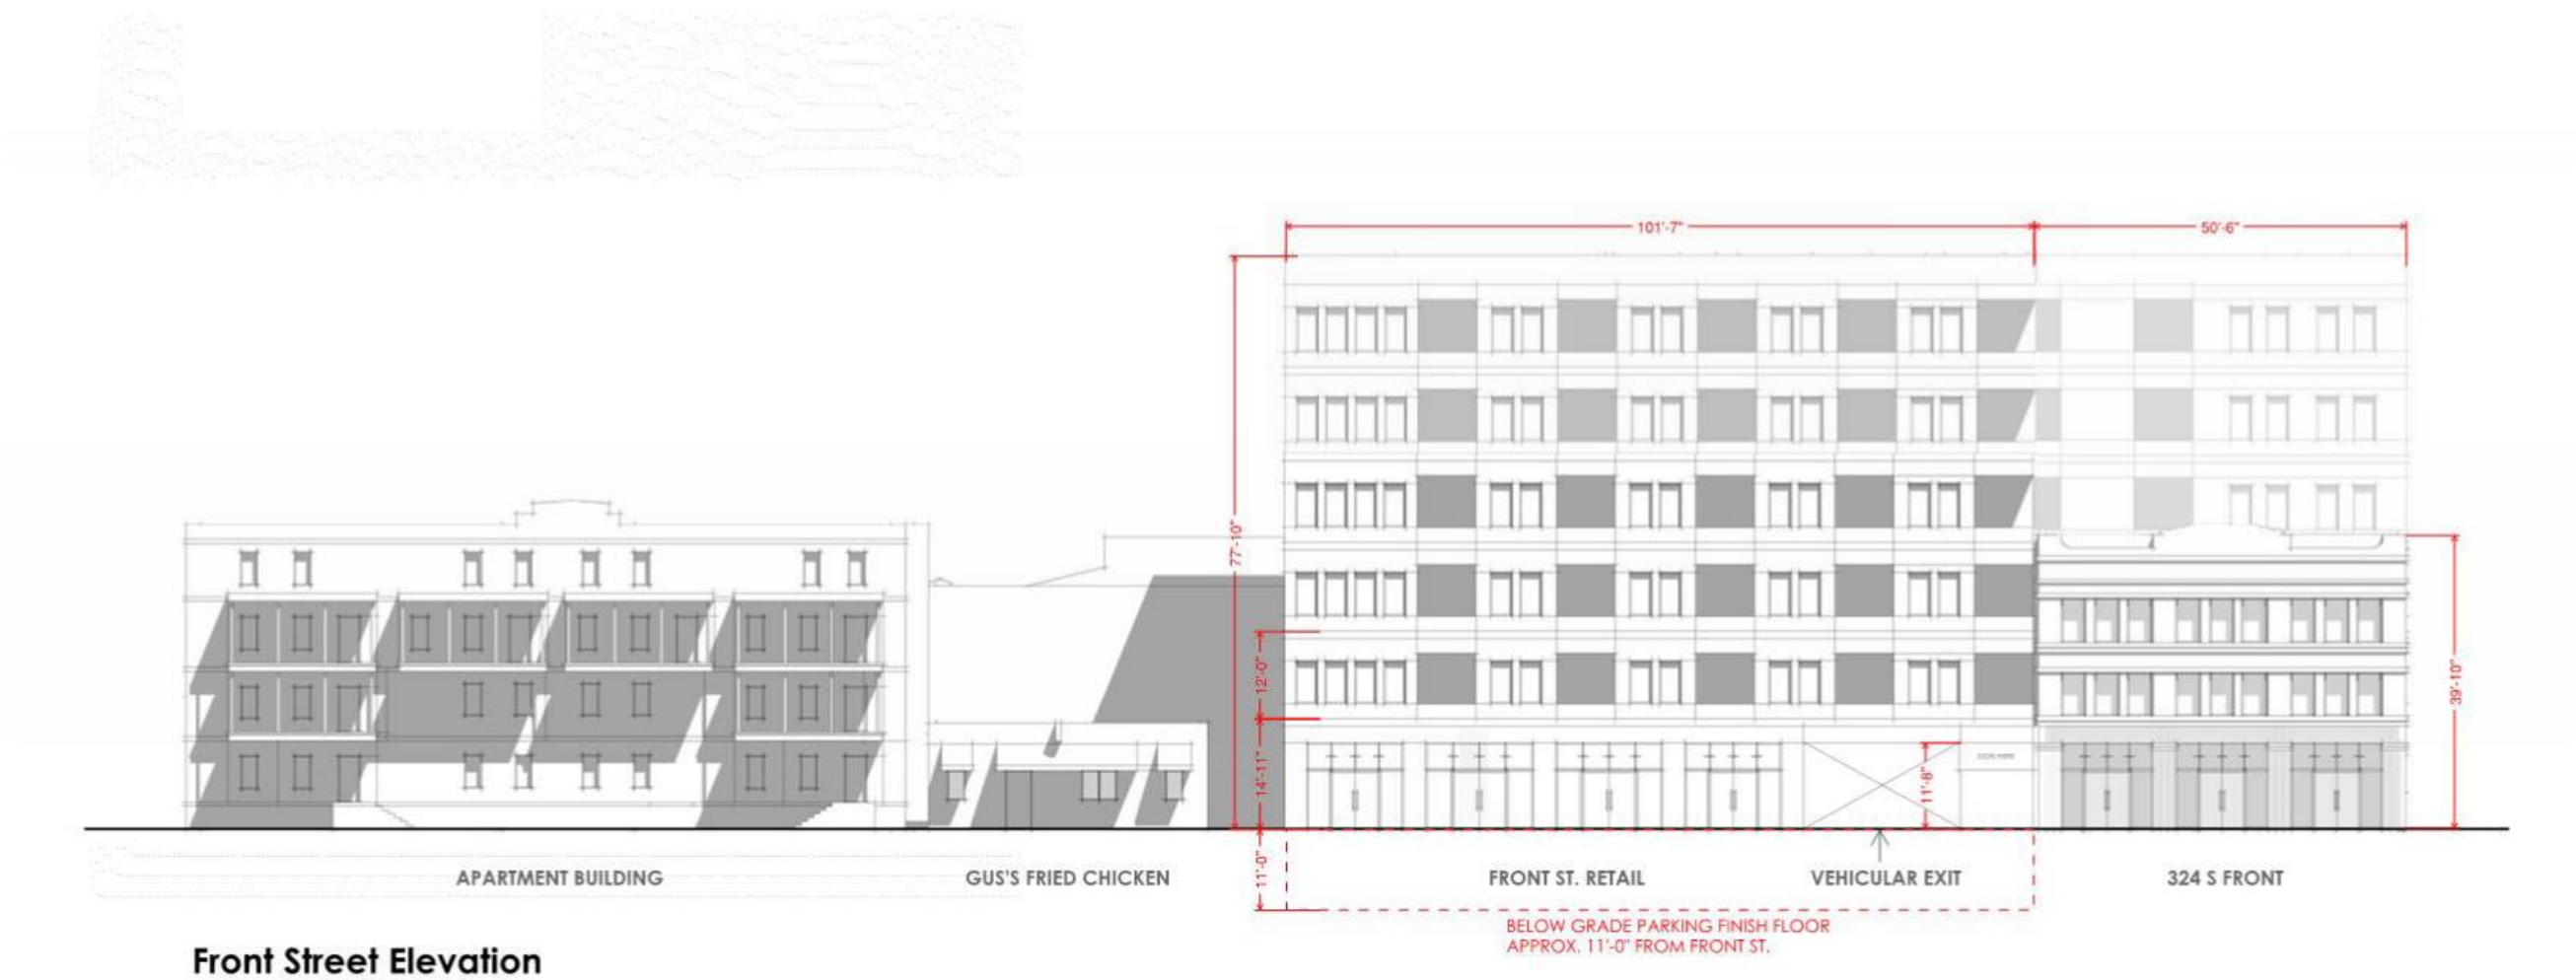 101'-7"
50'-6"
77'-10"
12'-0"
14'-11"
11'-8"
39'-10"
11'-0"
APARTMENT BUILDING
GUS'S FRIED CHICKEN
FRONT ST. RETAIL
VEHICULAR EXIT
324 S FRONT
BELOW GRADE PARKING FINISH FLOOR
APPROX. 11'-0" FROM FRONT ST.
Front Street Elevation